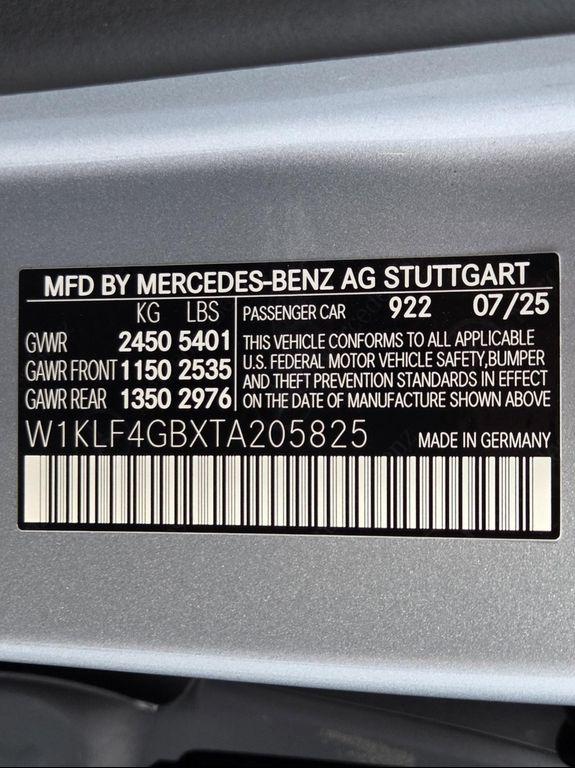 MFD BY MERCEDES-BENZ AG STUTTGART
KG LBS
GVWR 2450 5401
GAWR FRONT 1150 2535
GAWR REAR 1350 2976
PASSENGER CAR 922 07/25
THIS VEHICLE CONFORMS TO ALL APPLICABLE
U.S. FEDERAL MOTOR VEHICLE SAFETY,BUMPER
AND THEFT PREVENTION STANDARDS IN EFFECT
ON THE DATE OF MANUFACTURE SHOWN ABOVE
W1KLF4GBXTA205825 MADE IN GERMANY